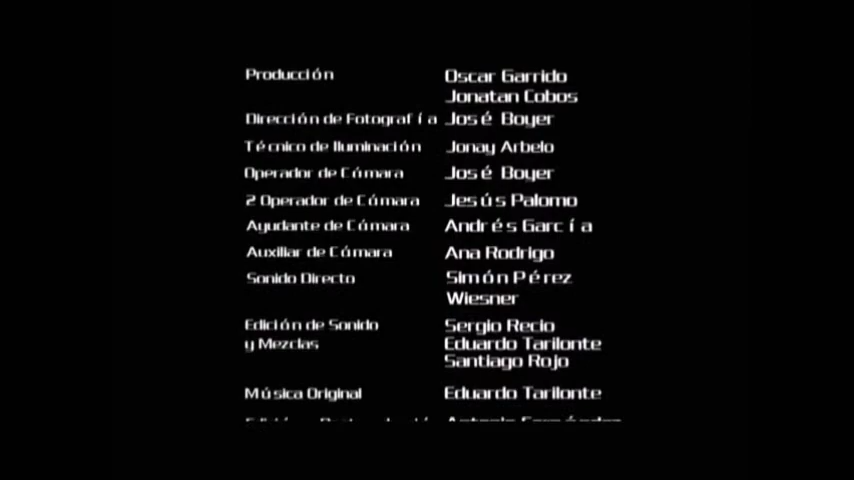 Producción Oscar Garrido
Jonatan Cobos
Dirección de Fotografía José Boyer
Técnico de Iluminación Jonay Arbelo
Operador de Cámara José Boyer
2 Operador de Cámara Jesús Palomo
Ayudante de Cámara Andrés García
Auxiliar de Cámara Ana Rodrigo
Sonido Directo Simón Pérez
Wiesner
Edición de Sonido Sergio Recio
y Mezclas Eduardo Tarilonte
Santiago Rojo
Música Original Eduardo Tarilonte